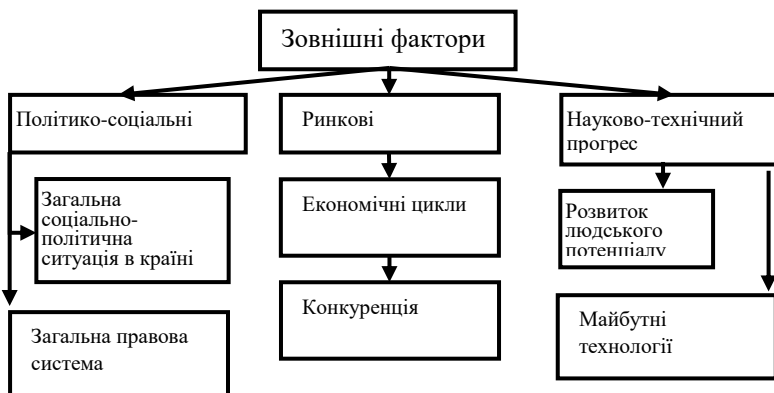 Зовнішні фактори
Політико-соціальні
Ринкові
Науково-технічний
прогрес
Загальна
соціально-
політична
ситуація в країні
Економічні цикли
Розвиток
людського
потенціалу
Конкуренція
Загальна правова
система
Майбутні
технології